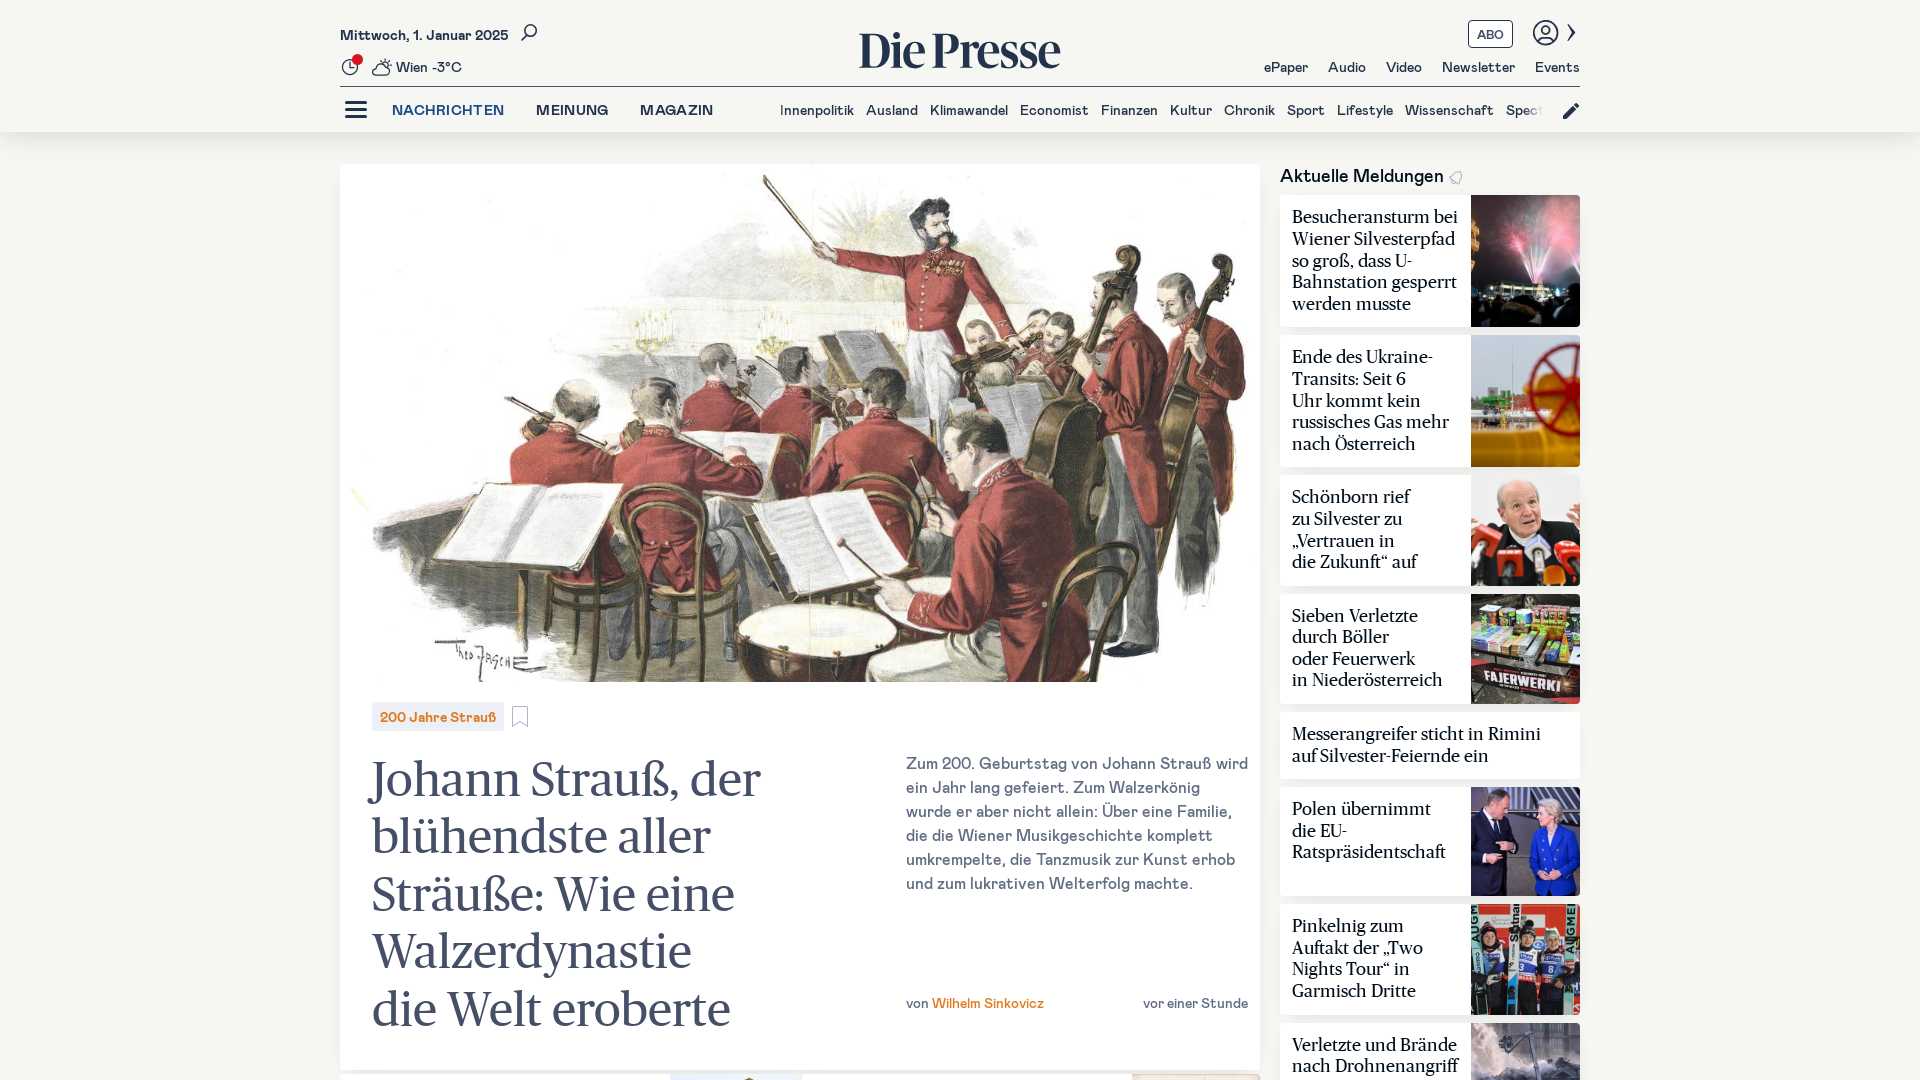 Mittwoch, 1. Januar 2025
Wien -3°C
Die Presse
ABO
ePaper Audio Video Newsletter Events
NACHRICHTEN MEINUNG MAGAZIN
Innenpolitik Ausland Klimawandel Economist Finanzen Kultur Chronik Sport Lifestyle Wissenschaft Spect
Theo Zasche
200 Jahre Strauß
Johann Strauß, der
blühendste aller
Sträuße: Wie eine
Walzerdynastie
die Welt eroberte
Zum 200. Geburtstag von Johann Strauß wird
ein Jahr lang gefeiert. Zum Walzerkönig
wurde er aber nicht allein: Über eine Familie,
die die Wiener Musikgeschichte komplett
umkrempelte, die Tanzmusik zur Kunst erhob
und zum lukrativen Welterfolg machte.
von Wilhelm Sinkovicz
vor einer Stunde
Aktuelle Meldungen
Besucheransturm bei
Wiener Silvesterpfad
so groß, dass U-
Bahnstation gesperrt
werden musste
Ende des Ukraine-
Transits: Seit 6
Uhr kommt kein
russisches Gas mehr
nach Österreich
Schönborn rief
zu Silvester zu
„Vertrauen in
die Zukunft“ auf
Sieben Verletzte
durch Böller
oder Feuerwerk
in Niederösterreich
FAJERWERKI
Messerangreifer sticht in Rimini
auf Silvester-Feiernde ein
Polen übernimmt
die EU-
Ratspräsidentschaft
Pinkelnig zum
Auftakt der „Two
Nights Tour“ in
Garmisch Dritte
Verletzte und Brände
nach Drohnenangriff